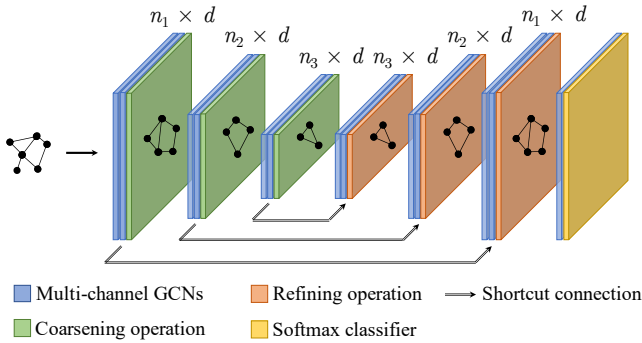 n₁ × d
n₂ × d
n₃ × d
n₃ × d
n₂ × d
n₁ × d
Multi-channel GCNs
Refining operation
Shortcut connection
Coarsening operation
Softmax classifier